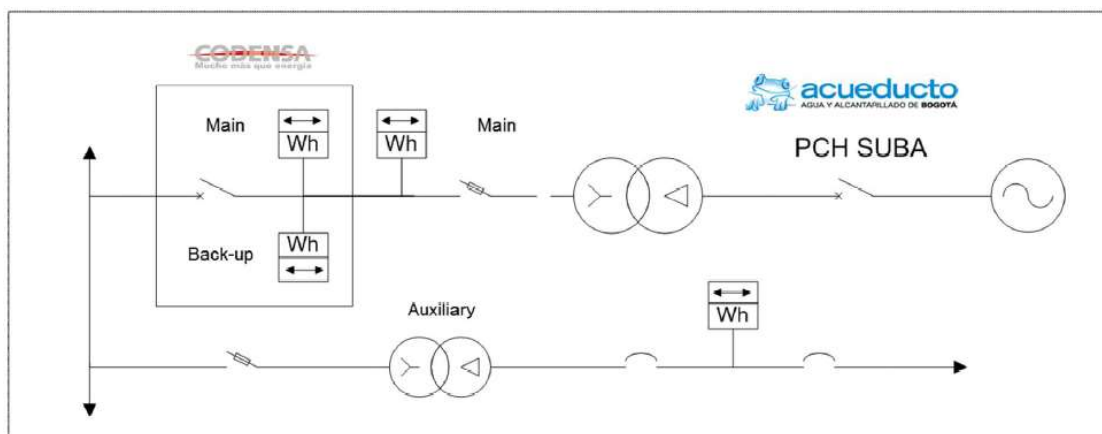 CODENSA
Mucho más que energía
acueducto
AGUA Y ALCANTARILLADO DE BOGOTÁ
PCH SUBA
Main
Wh
Wh
Main
Back-up
Wh
Auxiliary
Wh